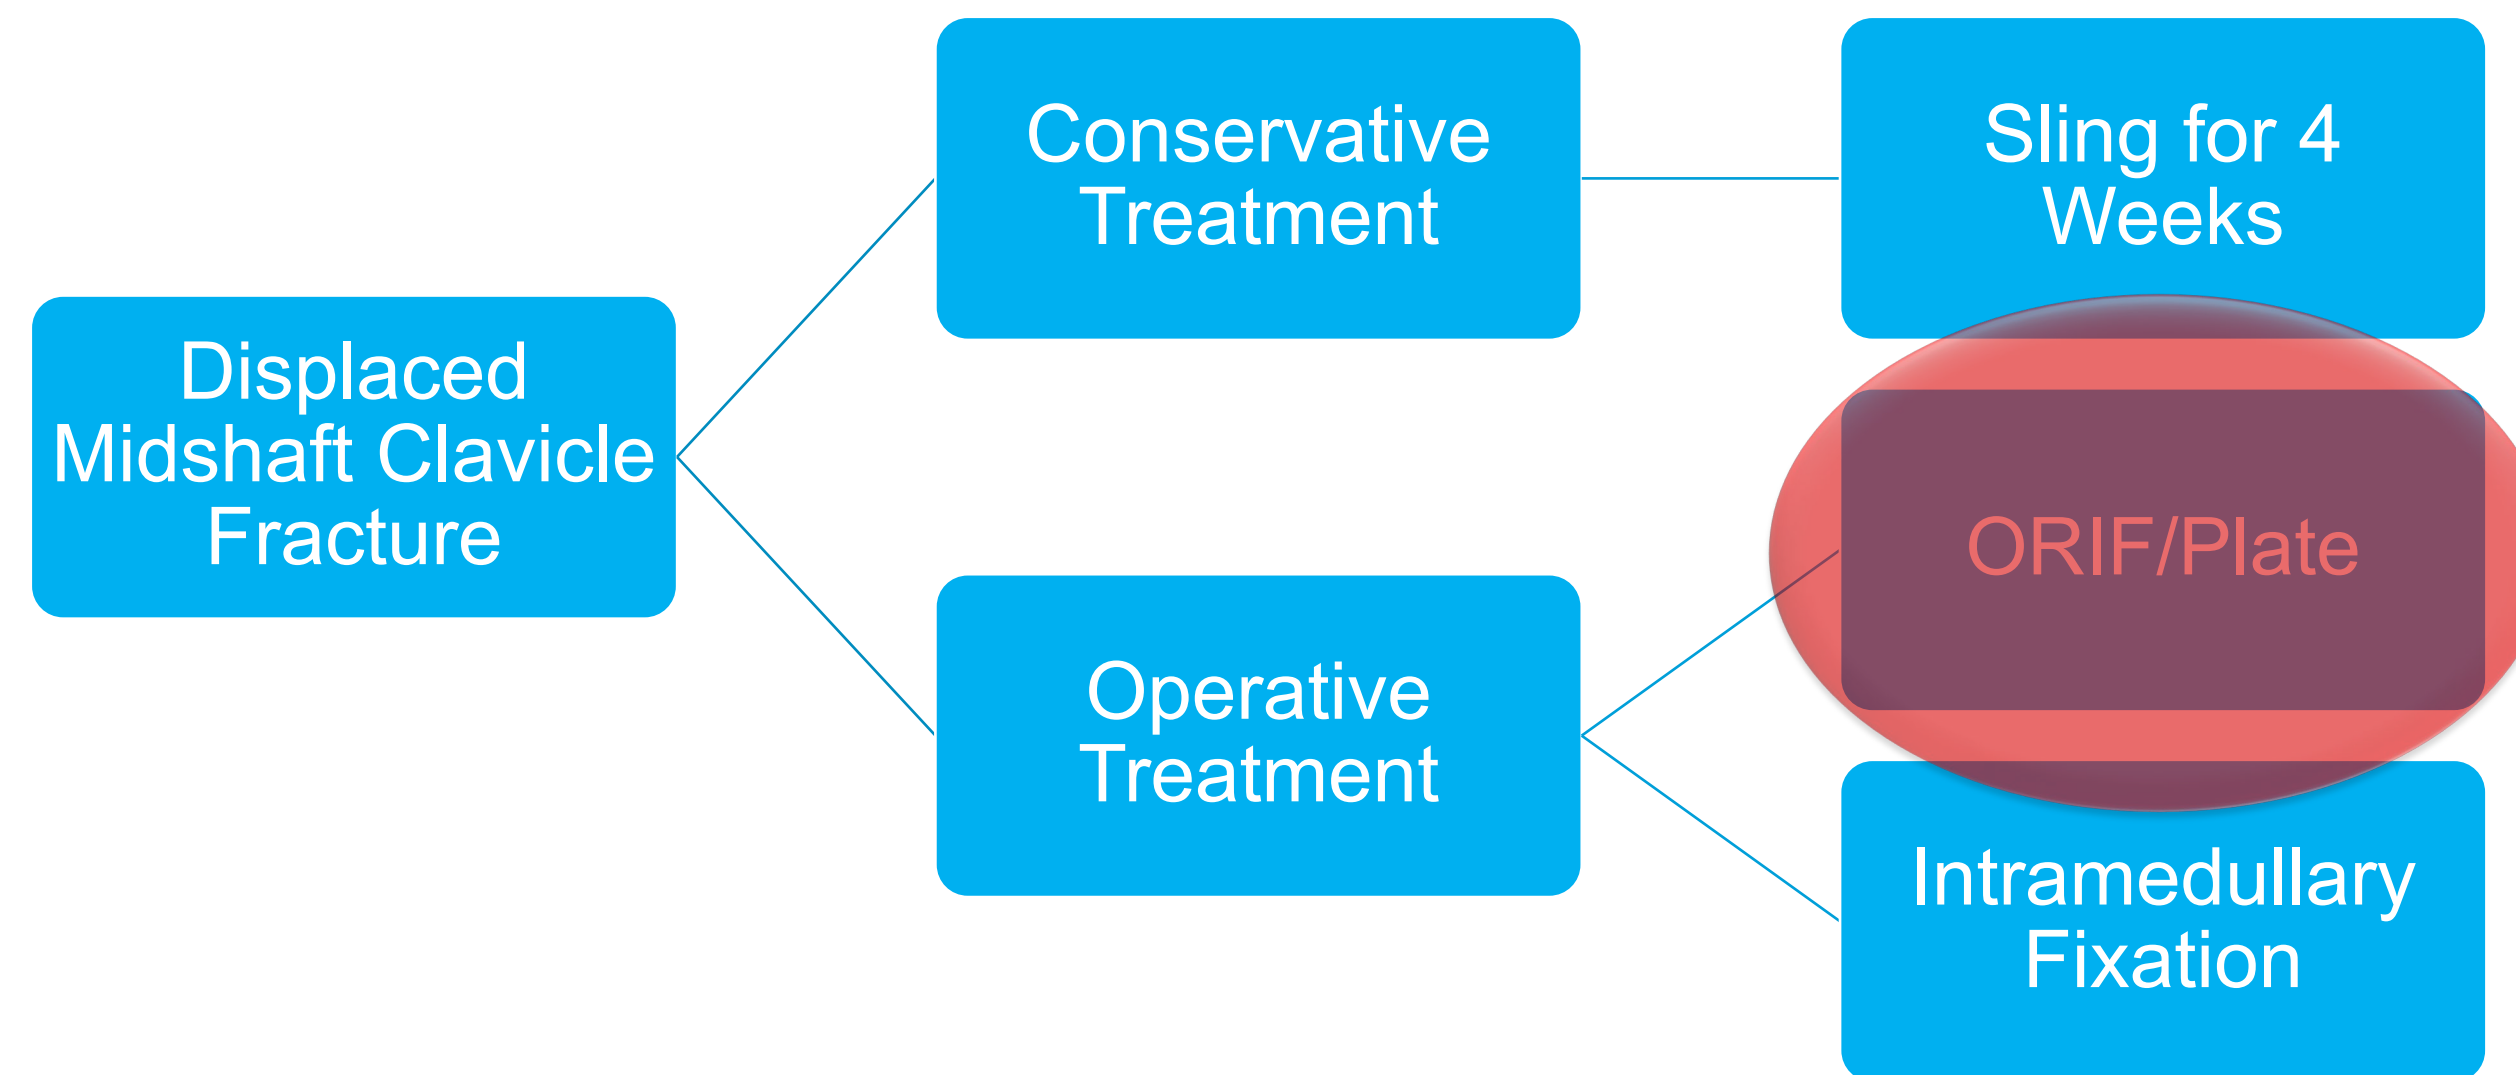 Displaced
Midshaft Clavicle
Fracture
Conservative
Treatment
Sling for 4
Weeks
Operative
Treatment
ORIF/Plate
Intramedullary
Fixation